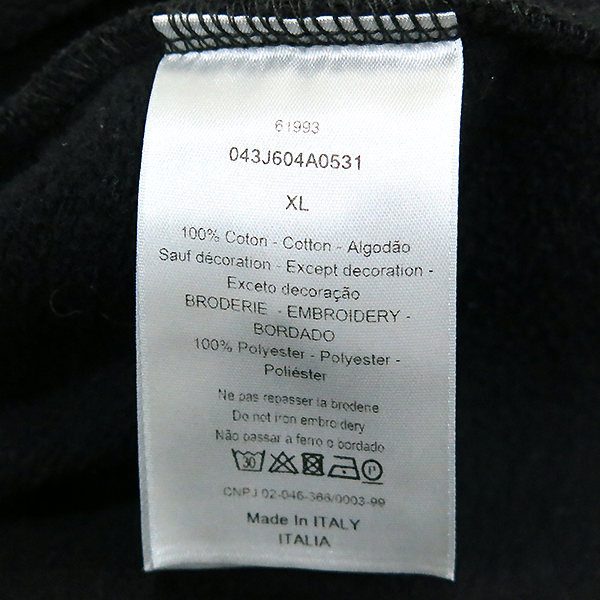 61993
043J604A0531
XL
100% Coton - Cotton - Algodão
Sauf décoration - Except decoration -
Exceto decoração
BRODERIE - EMBROIDERY -
BORDADO
100% Polyester - Polyester -
Poliéster
Ne pas repasser la broderie
Do not iron embroidery
Não passar a ferro o bordado
30 P
CNPJ 02-046-366/0003-99
Made In ITALY
ITALIA